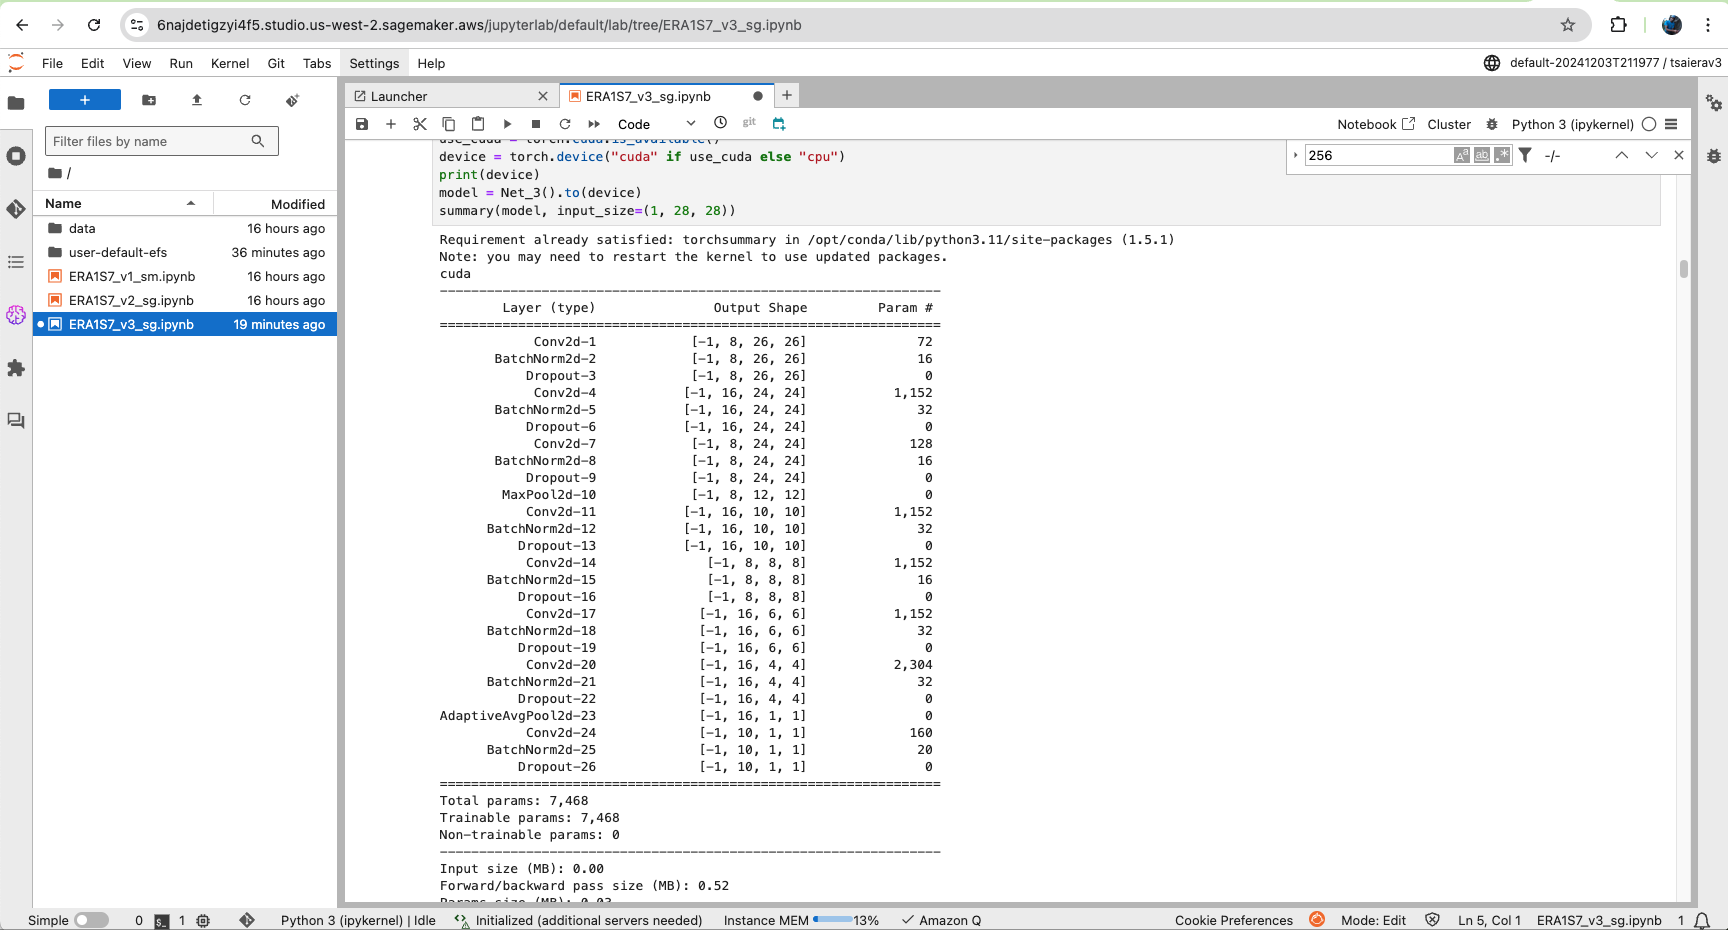 6najdetigzyi4f5.studio.us-west-2.sagemaker.aws/jupyterlab/default/lab/tree/ERA1S7_v3_sg.ipynb
File Edit View Run Kernel Git Tabs Settings Help
default-20241203T211977 / tsaierav3
+
Filter files by name
/
Name Modified
data 16 hours ago
user-default-efs 36 minutes ago
ERA1S7_v1_sm.ipynb 16 hours ago
ERA1S7_v2_sg.ipynb 16 hours ago
ERA1S7_v3_sg.ipynb 19 minutes ago
Launcher
ERA1S7_v3_sg.ipynb
+
Code
git
Notebook Cluster Python 3 (ipykernel)
256 -/-
use_cuda = torch.cuda.is_available()
device = torch.device("cuda" if use_cuda else "cpu")
print(device)
model = Net_3().to(device)
summary(model, input_size=(1, 28, 28))
Requirement already satisfied: torchsummary in /opt/conda/lib/python3.11/site-packages (1.5.1)
Note: you may need to restart the kernel to use updated packages.
cuda
----------------------------------------------------------------
Layer (type) Output Shape Param #
================================================================
Conv2d-1 [-1, 8, 26, 26] 72
BatchNorm2d-2 [-1, 8, 26, 26] 16
Dropout-3 [-1, 8, 26, 26] 0
Conv2d-4 [-1, 16, 24, 24] 1,152
BatchNorm2d-5 [-1, 16, 24, 24] 32
Dropout-6 [-1, 16, 24, 24] 0
Conv2d-7 [-1, 8, 24, 24] 128
BatchNorm2d-8 [-1, 8, 24, 24] 16
Dropout-9 [-1, 8, 24, 24] 0
MaxPool2d-10 [-1, 8, 12, 12] 0
Conv2d-11 [-1, 16, 10, 10] 1,152
BatchNorm2d-12 [-1, 16, 10, 10] 32
Dropout-13 [-1, 16, 10, 10] 0
Conv2d-14 [-1, 8, 8, 8] 1,152
BatchNorm2d-15 [-1, 8, 8, 8] 16
Dropout-16 [-1, 8, 8, 8] 0
Conv2d-17 [-1, 16, 6, 6] 1,152
BatchNorm2d-18 [-1, 16, 6, 6] 32
Dropout-19 [-1, 16, 6, 6] 0
Conv2d-20 [-1, 16, 4, 4] 2,304
BatchNorm2d-21 [-1, 16, 4, 4] 32
Dropout-22 [-1, 16, 4, 4] 0
AdaptiveAvgPool2d-23 [-1, 16, 1, 1] 0
Conv2d-24 [-1, 10, 1, 1] 160
BatchNorm2d-25 [-1, 10, 1, 1] 20
Dropout-26 [-1, 10, 1, 1] 0
================================================================
Total params: 7,468
Trainable params: 7,468
Non-trainable params: 0
----------------------------------------------------------------
Input size (MB): 0.00
Forward/backward pass size (MB): 0.52
Params size (MB): 0.03
Simple 0 1 Python 3 (ipykernel) | Idle Initialized (additional servers needed) Instance MEM 13% Amazon Q Cookie Preferences Mode: Edit Ln 5, Col 1 ERA1S7_v3_sg.ipynb 1